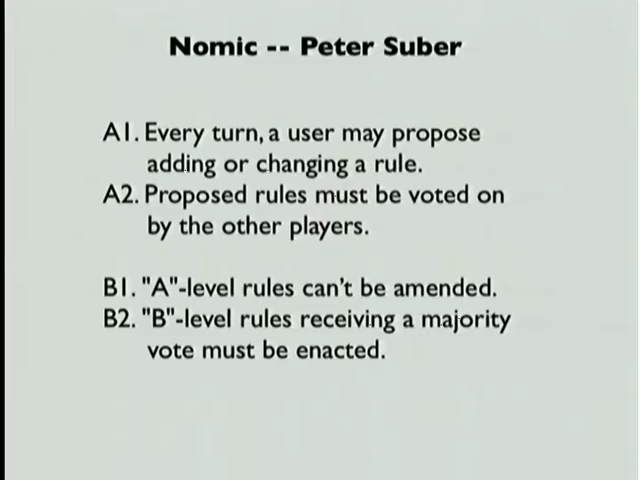 Nomic -- Peter Suber
A1. Every turn, a user may propose
adding or changing a rule.
A2. Proposed rules must be voted on
by the other players.
B1. "A"-level rules can't be amended.
B2. "B"-level rules receiving a majority
vote must be enacted.